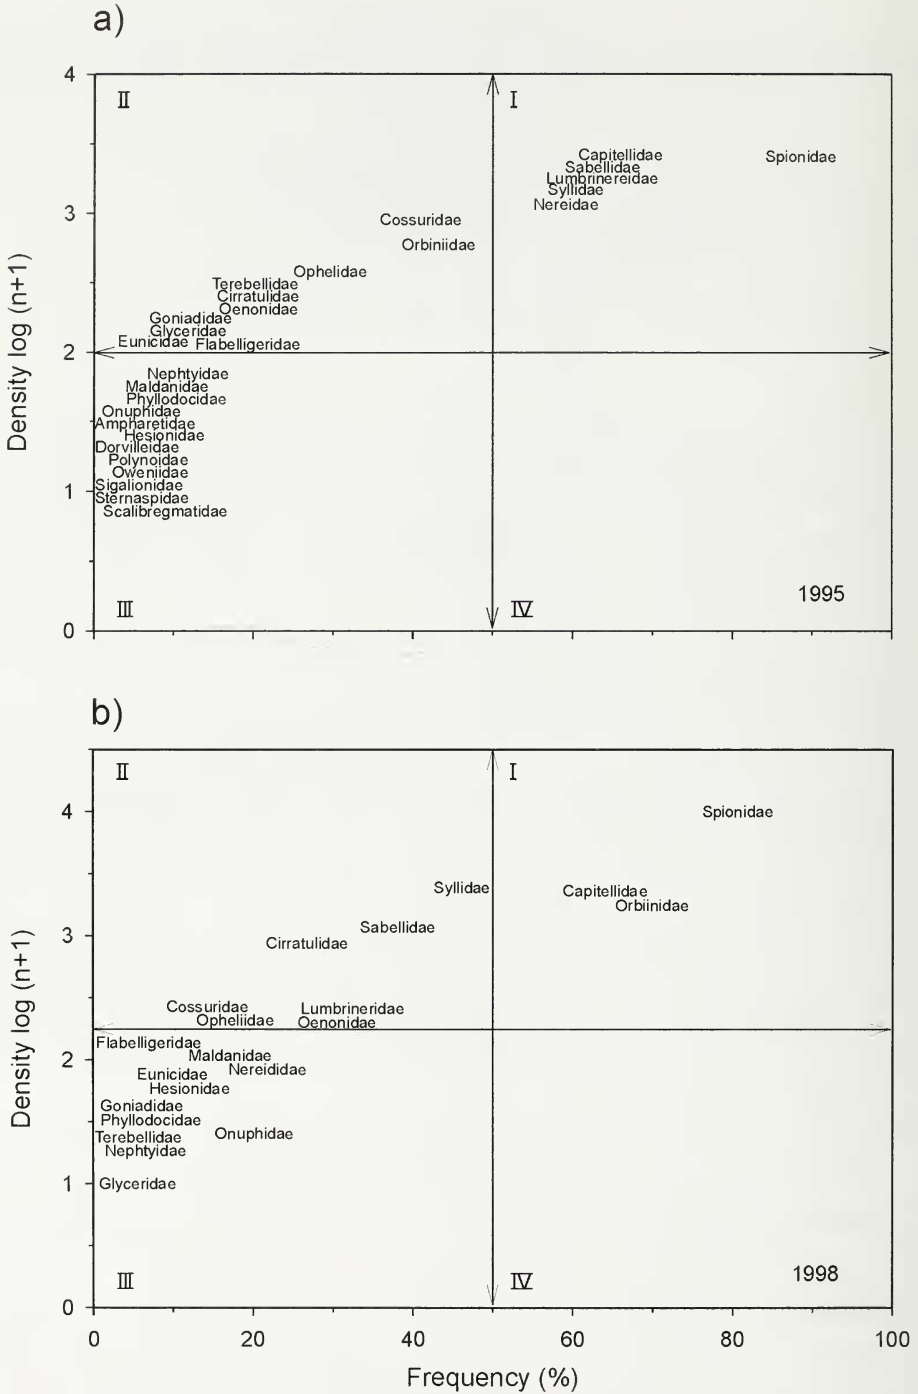 a)
4
II
I
Capitellidae
Spionidae
Sabellidae
Lumbrinereidae
Syllidae
Nereidae
3
Cossuridae
Orbiniidae
Ophelidae
Terebellidae
Cirratulidae
Oenonidae
Goniadidae
Glyceridae
Eunicidae
Flabelligeridae
2
Density log (n+1)
Nephtyidae
Maldanidae
Phyllodocidae
Onuphidae
Ampharetidae
Hesionidae
Dorvilleidae
Polynoidae
Oweniidae
Sigalionidae
1
Sternaspidae
Scalibregmatidae
1995
III
IV
0
b)
II
I
4
Spionidae
Syllidae
Capitellidae
Orbiinidae
Sabellidae
3
Cirratulidae
Cossuridae
Lumbrineridae
Opheliidae
Oenonidae
Density log (n+1)
Flabelligeridae
2
Maldanidae
Nereididae
Eunicidae
Hesionidae
Goniadidae
Phyllodocidae
Terebellidae
Onuphidae
Nephtyidae
1
Glyceridae
1998
III
IV
0
0 20 40 60 80 100
Frequency (%)